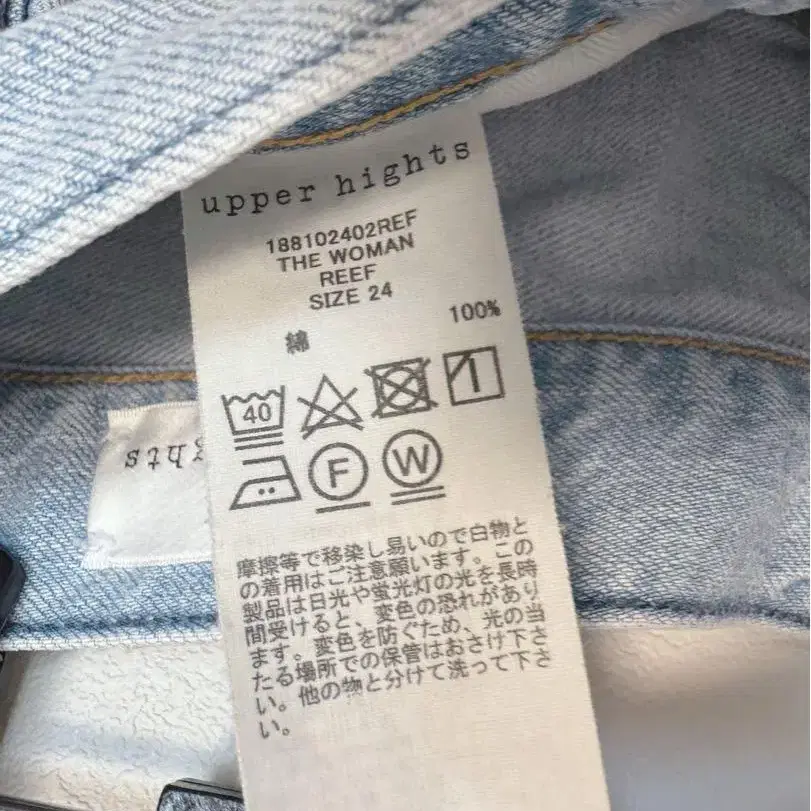 upper hights
188102402REF
THE WOMAN
REEF
SIZE 24
綿 100%
40
F W
ghts
摩擦等で移染し易いので白物と
の着用はご注意願います。この
製品は日光や蛍光灯の光を長時
間受けると、変色の恐れがあり
ます。変色を防ぐため、光の当
たる場所での保管はおさけ下さ
い。他の物と分けて洗って下さ
い。